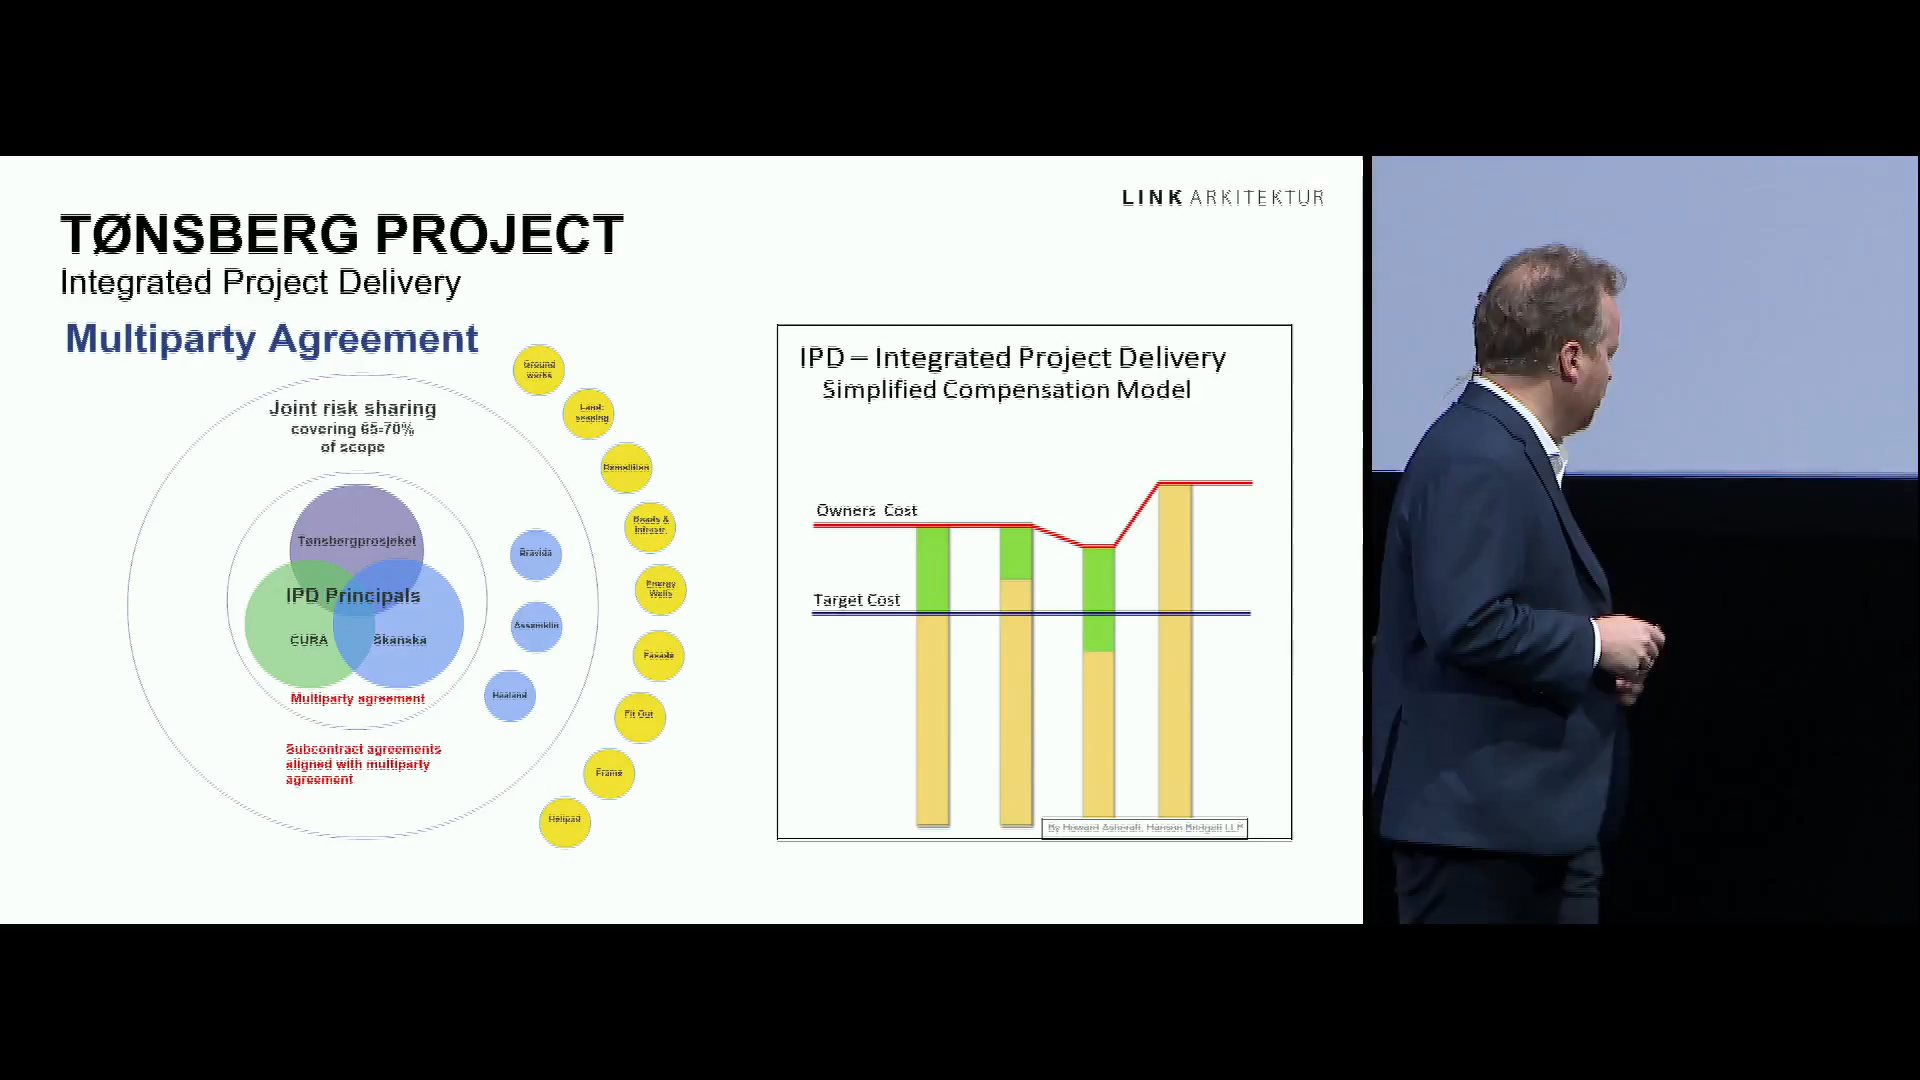 LINK ARKITEKTUR
TØNSBERG PROJECT
Integrated Project Delivery
Multiparty Agreement
Joint risk sharing
covering 65-70%
of scope
Tønsbergprosjeket
IPD Principals
CURA
Skanska
Multiparty agreement
Subcontract agreements
aligned with multiparty
agreement
Bravida
Assemblin
Haaland
Ground
works
Land-
scaping
Demolition
Roads &
Infrastr.
Energy
Wells
Fasade
Fit Out
Frame
Helipad
IPD – Integrated Project Delivery
Simplified Compensation Model
Owners Cost
Target Cost
By Howard Ashcraft, Hanson Bridgett LLP